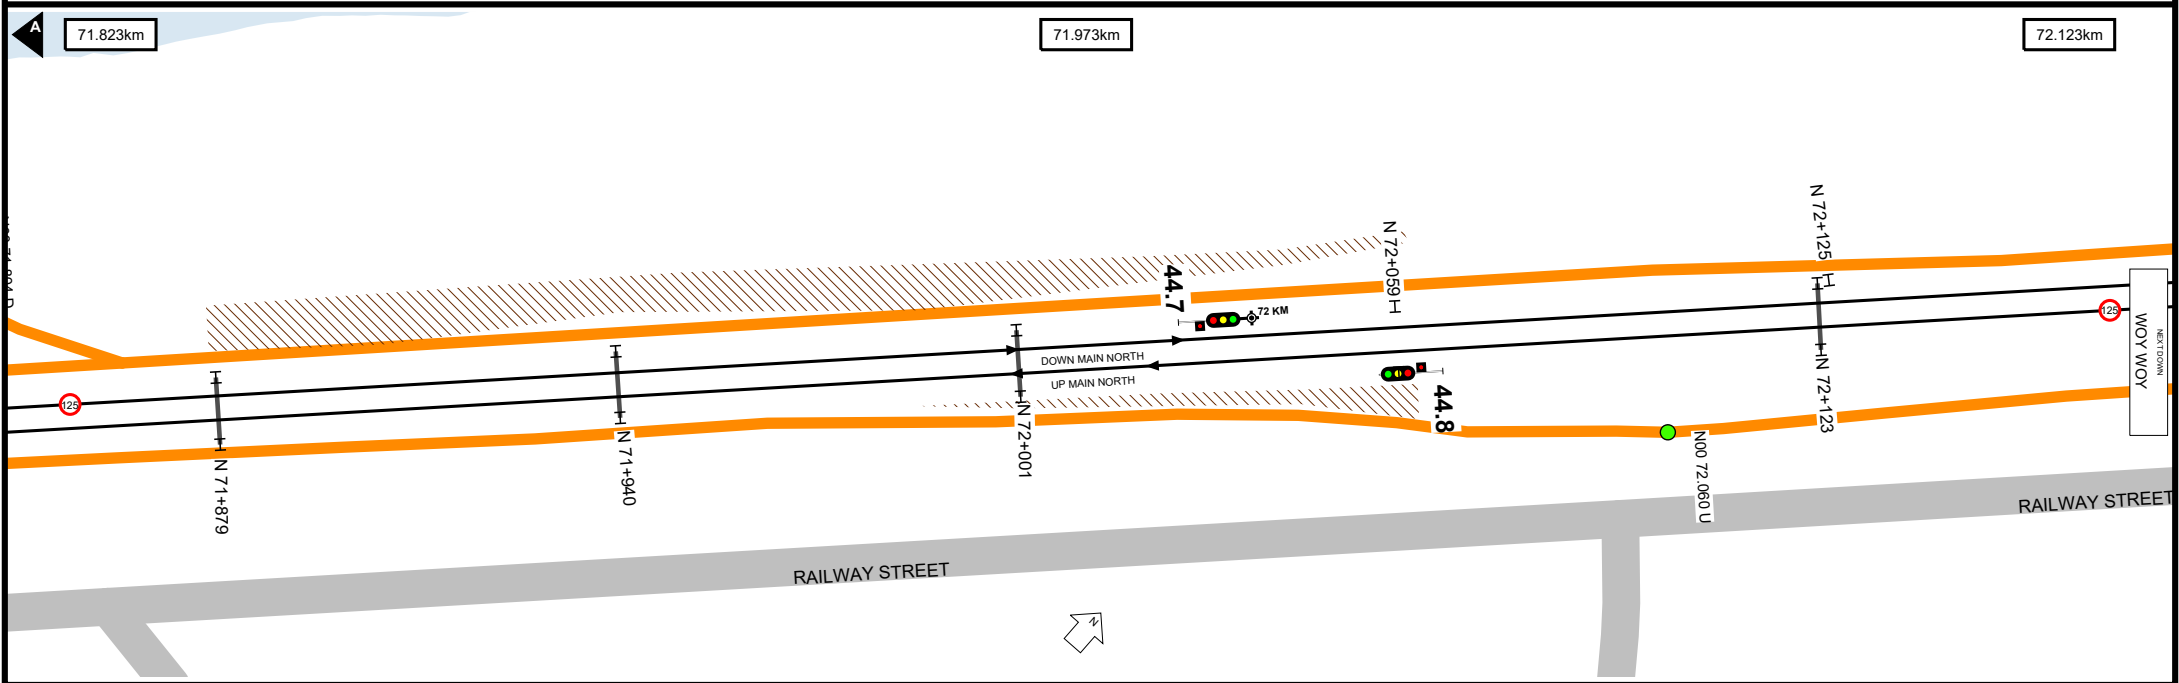 A
71.823km
71.973km
72.123km
N 72+125 H
N 72+059 H
44.7
72 KM
DOWN MAIN NORTH
UP MAIN NORTH
125
125
NEXT DOWN
WOY WOY
44.8
H N 71+879
H N 71+940
N 72+001
HN 72+123
N00 72.060 U
RAILWAY STREET
RAILWAY STREET
N